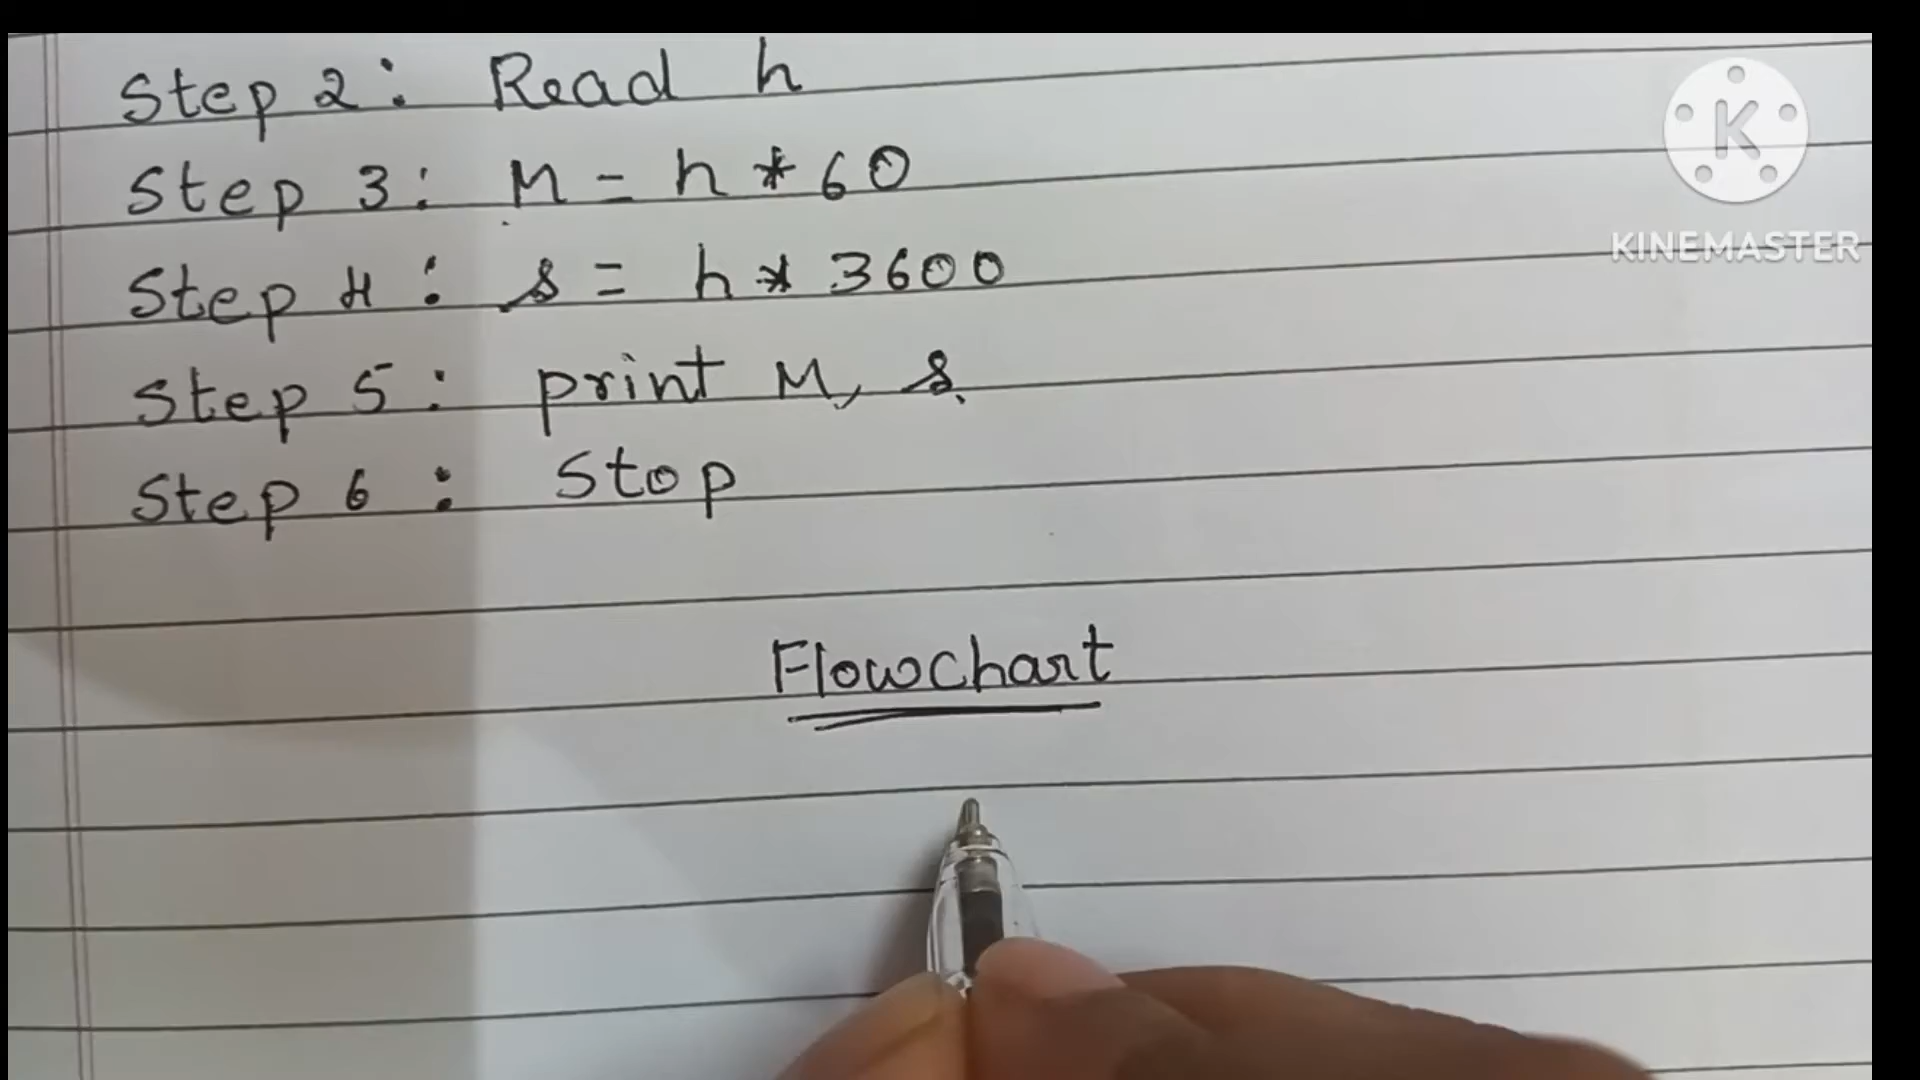 Step 2: Read h
Step 3: M = h * 60
Step 4: s = h * 3600
Step 5: print M, s.
Step 6: Stop
Flowchart
K
KINEMASTER